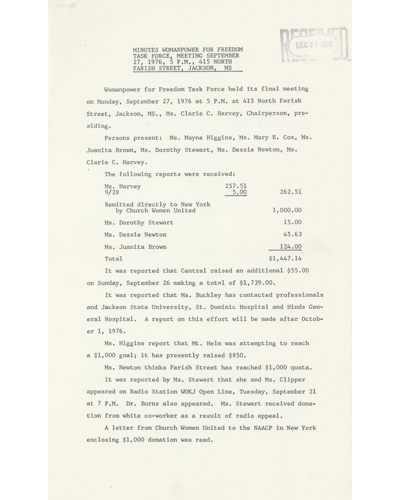 MINUTES WOMANPOWER FOR FREEDOM
TASK FORCE, MEETING SEPTEMBER
27, 1976, 5 P.M., 415 NORTH
FARISH STREET, JACKSON, MS
RECEIVED
DEC
Womanpower for Freedom Task Force held its final meeting
on Monday, September 27, 1976 at 5 P.M. at 415 North Farish
Street, Jackson, MS., Ms. Clarie C. Harvey, Chairperson, pre-
siding.
Persons present: Ms. Mayne Higgins, Ms. Mary E. Cox, Ms.
Juanita Brown, Ms. Dorothy Stewart, Ms. Dessie Newton, Ms.
Clarie C. Harvey.
The following reports were received:
Ms. Harvey 257.51
9/28 5.00 262.51
Remitted directly to New York
by Church Women United 1,000.00
Ms. Dorothy Stewart 15.00
Ms. Dessie Newton 45.63
Ms. Juanita Brown 124.00
Total $1,447.14
It was reported that Central raised an additional $55.00
on Sunday, September 26 making a total of $1,739.00.
It was reported that Ms. Buckley has contacted professionals
and Jackson State University, St. Dominic Hospital and Hinds Gen-
eral Hospital. A report on this effort will be made after Octob-
er 1, 1976.
Ms. Higgins report that Mt. Helm was attempting to reach
a $1,000 goal; it has presently raised $850.
Ms. Newton thinks Farish Street has reached $1,000 quota.
It was reported by Ms. Stewart that she and Ms. Clipper
appeared on Radio Station WOKJ Open Line, Tuesday, September 21
at 7 P.M. Dr. Burns also appeared. Ms. Stewart received dona-
tion from white co-worker as a result of radio appeal.
A letter from Church Women United to the NAACP in New York
enclosing $1,000 donation was read.